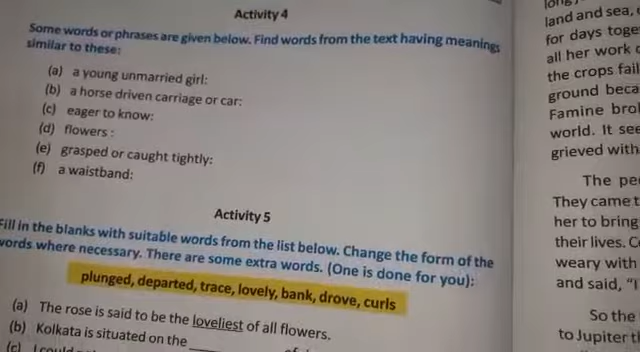 Activity 4
Some words or phrases are given below. Find words from the text having meanings
similar to these:
(a) a young unmarried girl:
(b) a horse driven carriage or car:
(c) eager to know:
(d) flowers :
(e) grasped or caught tightly:
(f) a waistband:
Activity 5
Fill in the blanks with suitable words from the list below. Change the form of the
words where necessary. There are some extra words. (One is done for you):
plunged, departed, trace, lovely, bank, drove, curls
(a) The rose is said to be the loveliest of all flowers.
(b) Kolkata is situated on the ________ of
(c) I could
land and sea,
for days toge
all her work
the crops fail
ground beca
Famine brol
world. It see
grieved with
The pe
They came t
her to bring
their lives. C
weary with
and said, "I
So the
to Jupiter t